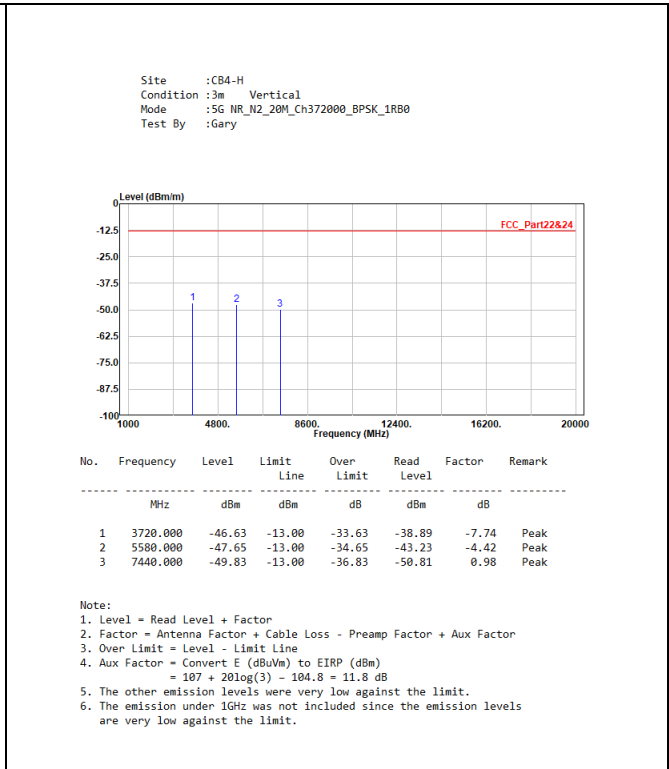 Site :CB4-H
Condition :3m Vertical
Mode :5G NR_N2_20M_Ch372000_BPSK_1RB0
Test By :Gary
Level (dBm/m)
0
-12.5
FCC_Part22&24
-25.0
-37.5
-50.0
-62.5
-75.0
-87.5
-100
1 2 3
1000 4800. 8600. 12400. 16200. 20000
Frequency (MHz)
No. Frequency Level Limit Over Read Factor Remark
Line Limit Level
------ ----------- -------- -------- -------- -------- -------- ---------
MHz dBm dBm dB dBm dB
1 3720.000 -46.63 -13.00 -33.63 -38.89 -7.74 Peak
2 5580.000 -47.65 -13.00 -34.65 -43.23 -4.42 Peak
3 7440.000 -49.83 -13.00 -36.83 -50.81 0.98 Peak
Note:
1. Level = Read Level + Factor
2. Factor = Antenna Factor + Cable Loss - Preamp Factor + Aux Factor
3. Over Limit = Level - Limit Line
4. Aux Factor = Convert E (dBuVm) to EIRP (dBm)
= 107 + 20log(3) – 104.8 = 11.8 dB
5. The other emission levels were very low against the limit.
6. The emission under 1GHz was not included since the emission levels
are very low against the limit.